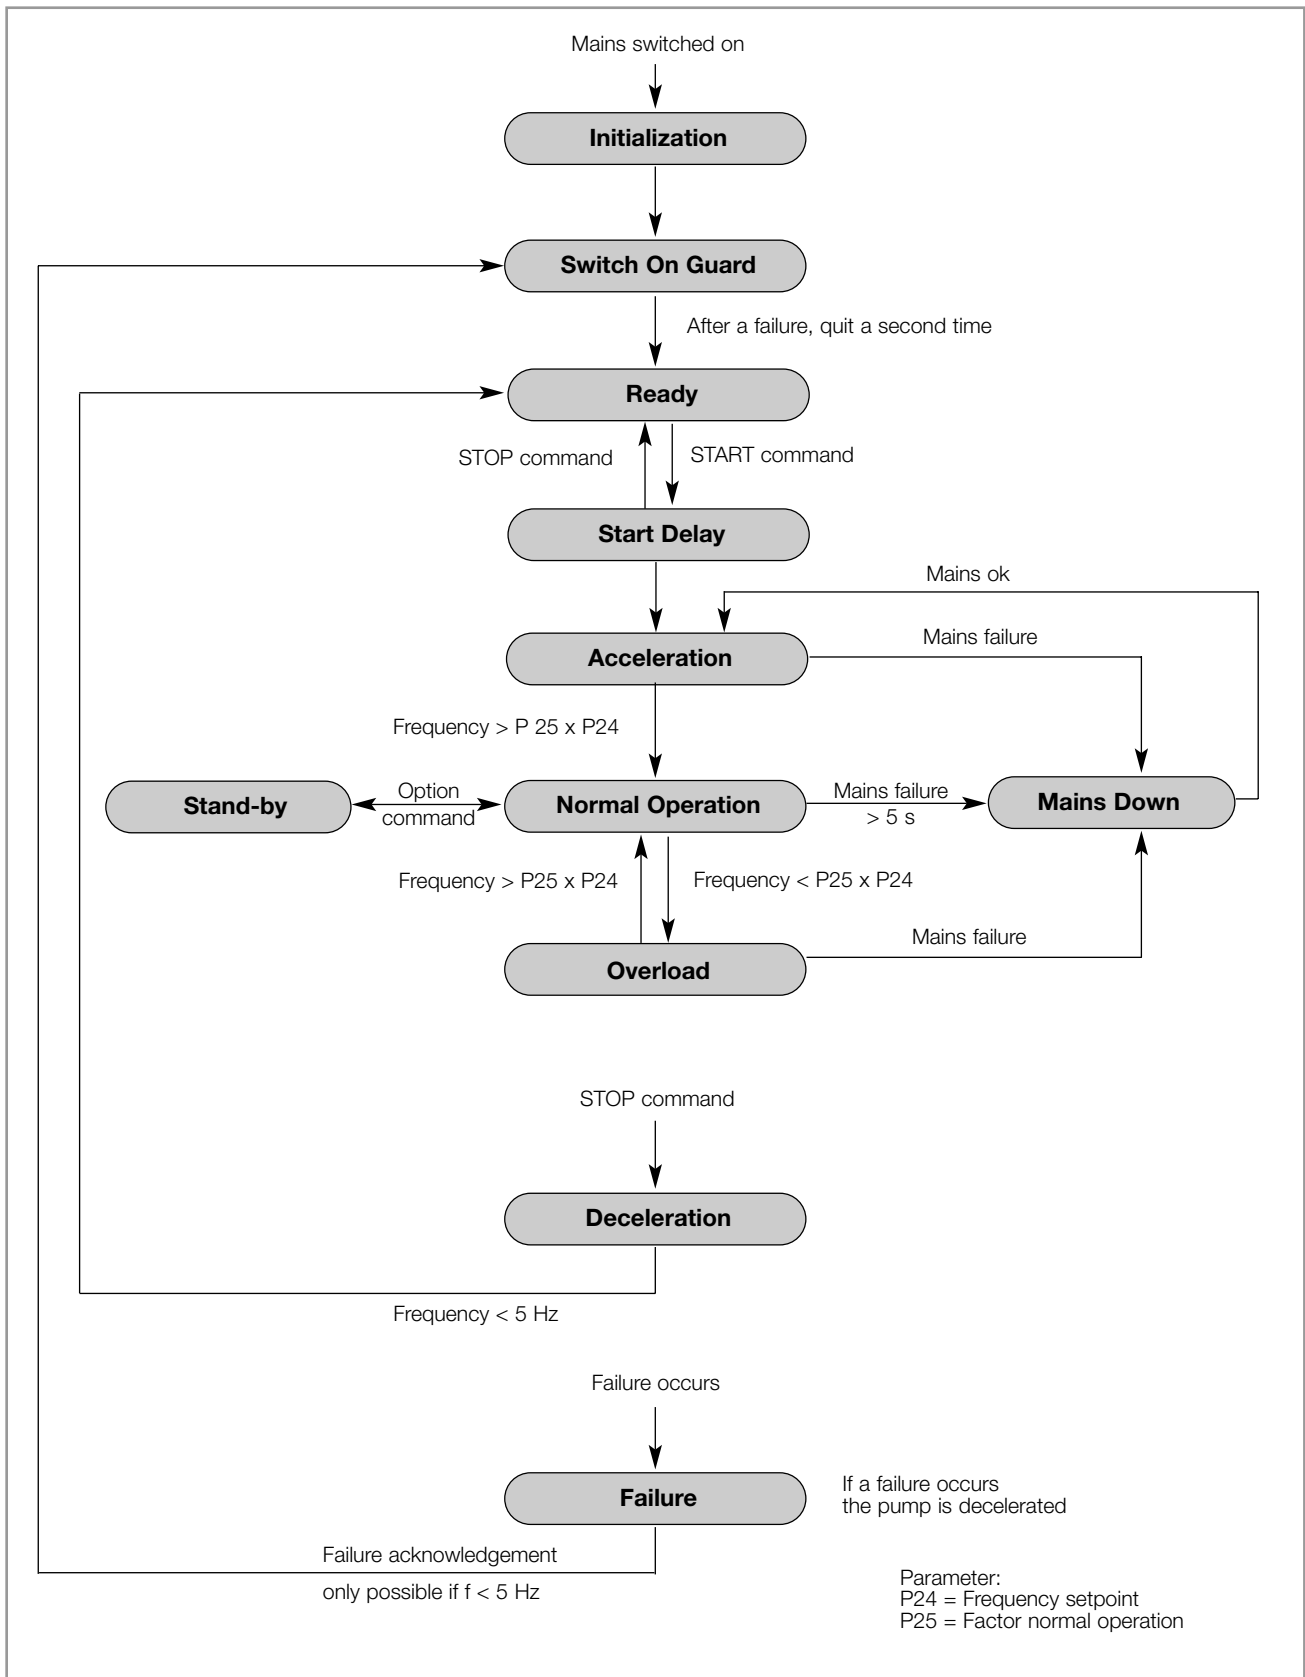 Mains switched on
Initialization
Switch On Guard
After a failure, quit a second time
Ready
STOP command
START command
Start Delay
Mains ok
Acceleration
Mains failure
Frequency > P 25 x P24
Stand-by
Option
command
Normal Operation
Mains failure
> 5 s
Mains Down
Frequency > P25 x P24
Frequency < P25 x P24
Mains failure
Overload
STOP command
Deceleration
Frequency < 5 Hz
Failure occurs
Failure
If a failure occurs
the pump is decelerated
Failure acknowledgement
only possible if f < 5 Hz
Parameter:
P24 = Frequency setpoint
P25 = Factor normal operation